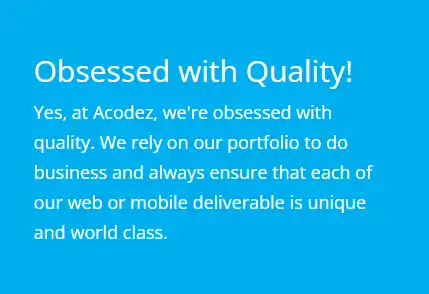 Obsessed with Quality!
Yes, at Acodez, we're obsessed with
quality. We rely on our portfolio to do
business and always ensure that each of
our web or mobile deliverable is unique
and world class.